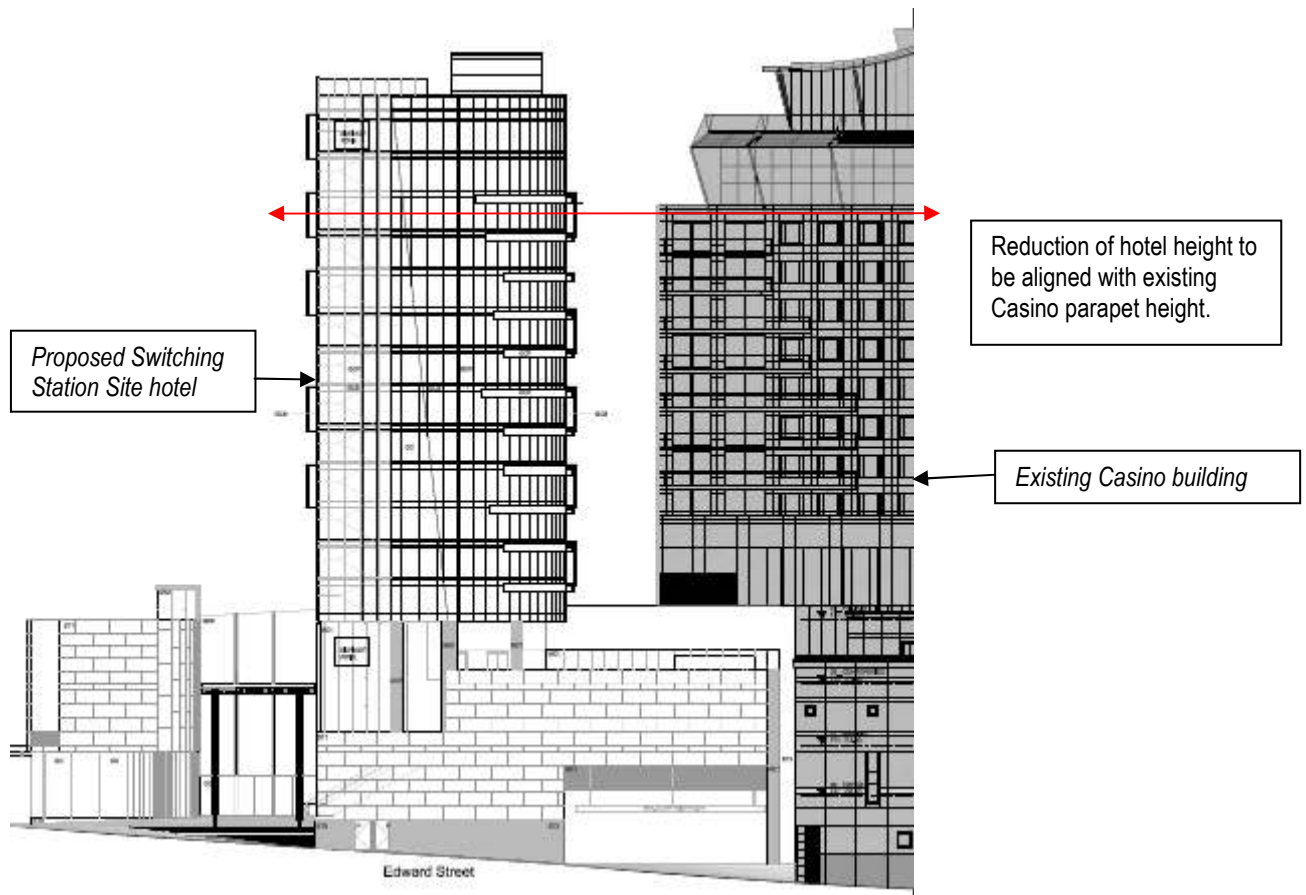 Reduction of hotel height to
be aligned with existing
Casino parapet height.
Proposed Switching
Station Site hotel
Existing Casino building
Edward Street